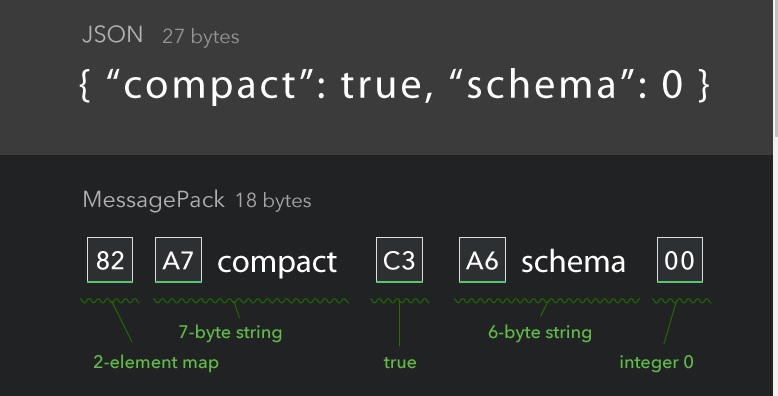 JSON 27 bytes
{ “compact”: true, “schema”: 0 }
MessagePack 18 bytes
82 A7 compact C3 A6 schema 00
7-byte string 6-byte string
2-element map true integer 0